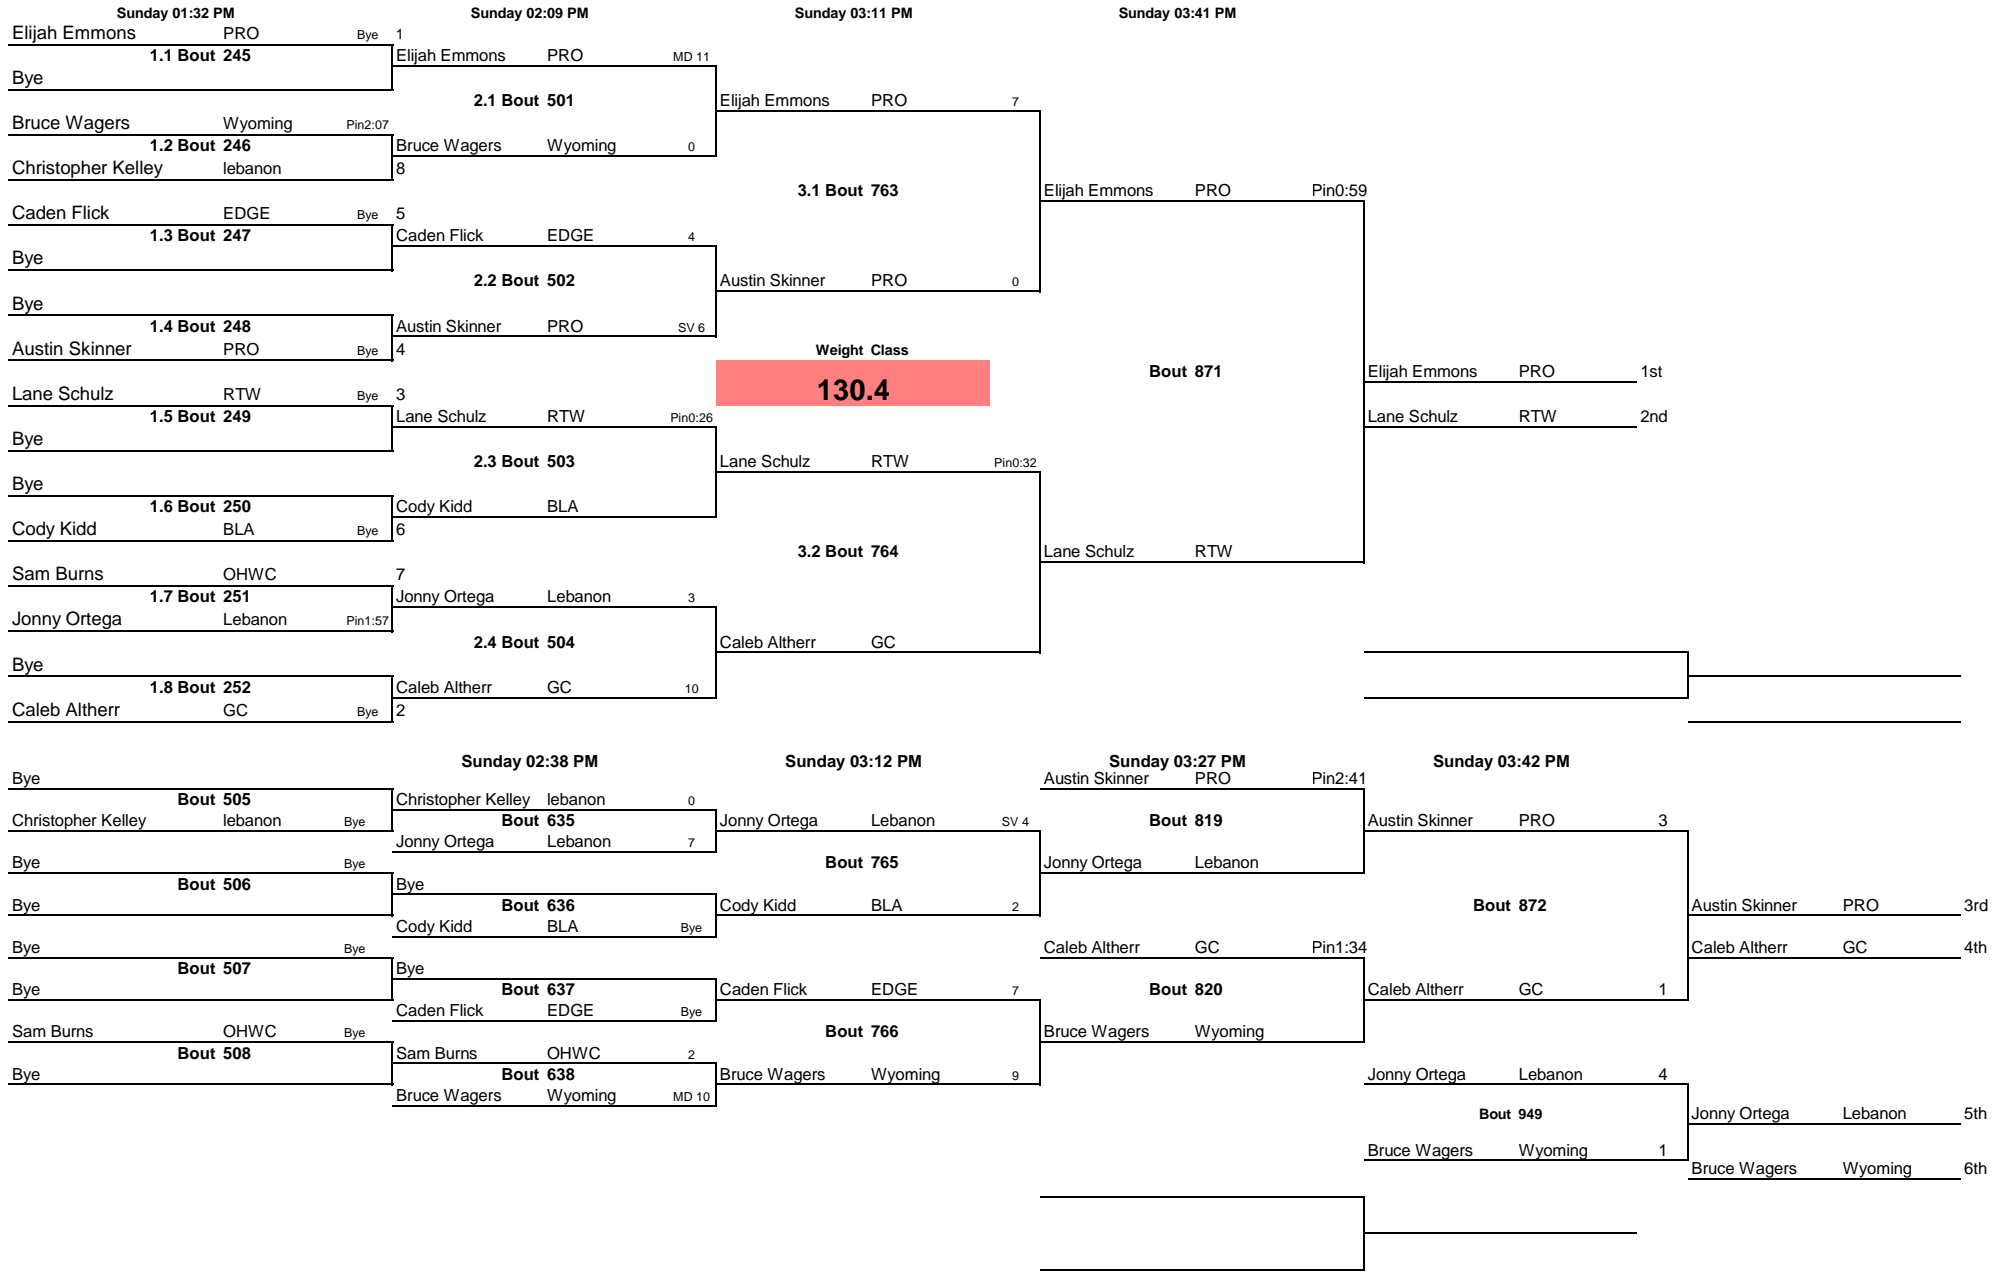 Sunday 01:32 PM Sunday 02:09 PM Sunday 03:11 PM Sunday 03:41 PM
Elijah Emmons PRO Bye 1
1.1 Bout 245 Elijah Emmons PRO MD 11
Bye
2.1 Bout 501 Elijah Emmons PRO 7
Bruce Wagers Wyoming Pin2:07
1.2 Bout 246 Bruce Wagers Wyoming 0
Christopher Kelley lebanon 8
3.1 Bout 763 Elijah Emmons PRO Pin0:59
Caden Flick EDGE Bye 5
1.3 Bout 247 Caden Flick EDGE 4
Bye
2.2 Bout 502 Austin Skinner PRO 0
Bye
1.4 Bout 248 Austin Skinner PRO SV 6
Austin Skinner PRO Bye 4 Weight Class
Bout 871 Elijah Emmons PRO 1st
130.4
Lane Schulz RTW Bye 3
1.5 Bout 249 Lane Schulz RTW Pin0:26 Lane Schulz RTW 2nd
Bye
2.3 Bout 503 Lane Schulz RTW Pin0:32
Bye
1.6 Bout 250 Cody Kidd BLA
Cody Kidd BLA Bye 6
3.2 Bout 764 Lane Schulz RTW
Sam Burns OHWC 7
1.7 Bout 251 Jonny Ortega Lebanon 3
Jonny Ortega Lebanon Pin1:57
2.4 Bout 504 Caleb Altherr GC
Bye
1.8 Bout 252 Caleb Altherr GC 10
Caleb Altherr GC Bye 2
Sunday 02:38 PM Sunday 03:12 PM Sunday 03:27 PM Sunday 03:42 PM
Bye Austin Skinner PRO Pin2:41
Bout 505 Christopher Kelley lebanon 0
Christopher Kelley lebanon Bye Bout 635 Jonny Ortega Lebanon SV 4 Bout 819 Austin Skinner PRO 3
Jonny Ortega Lebanon 7
Bye Bye Bout 765 Jonny Ortega Lebanon
Bout 506 Bye
Bye Bout 636 Cody Kidd BLA 2 Bout 872 Austin Skinner PRO 3rd
Cody Kidd BLA Bye
Bye Bye Caleb Altherr GC Pin1:34 Caleb Altherr GC 4th
Bout 507 Bye
Bye Bout 637 Caden Flick EDGE 7 Bout 820 Caleb Altherr GC 1
Caden Flick EDGE Bye
Sam Burns OHWC Bye Bout 766 Bruce Wagers Wyoming
Bout 508 Sam Burns OHWC 2
Bye Bout 638 Bruce Wagers Wyoming 9 Jonny Ortega Lebanon 4
Bruce Wagers Wyoming MD 10
Bout 949 Jonny Ortega Lebanon 5th
Bruce Wagers Wyoming 1
Bruce Wagers Wyoming 6th